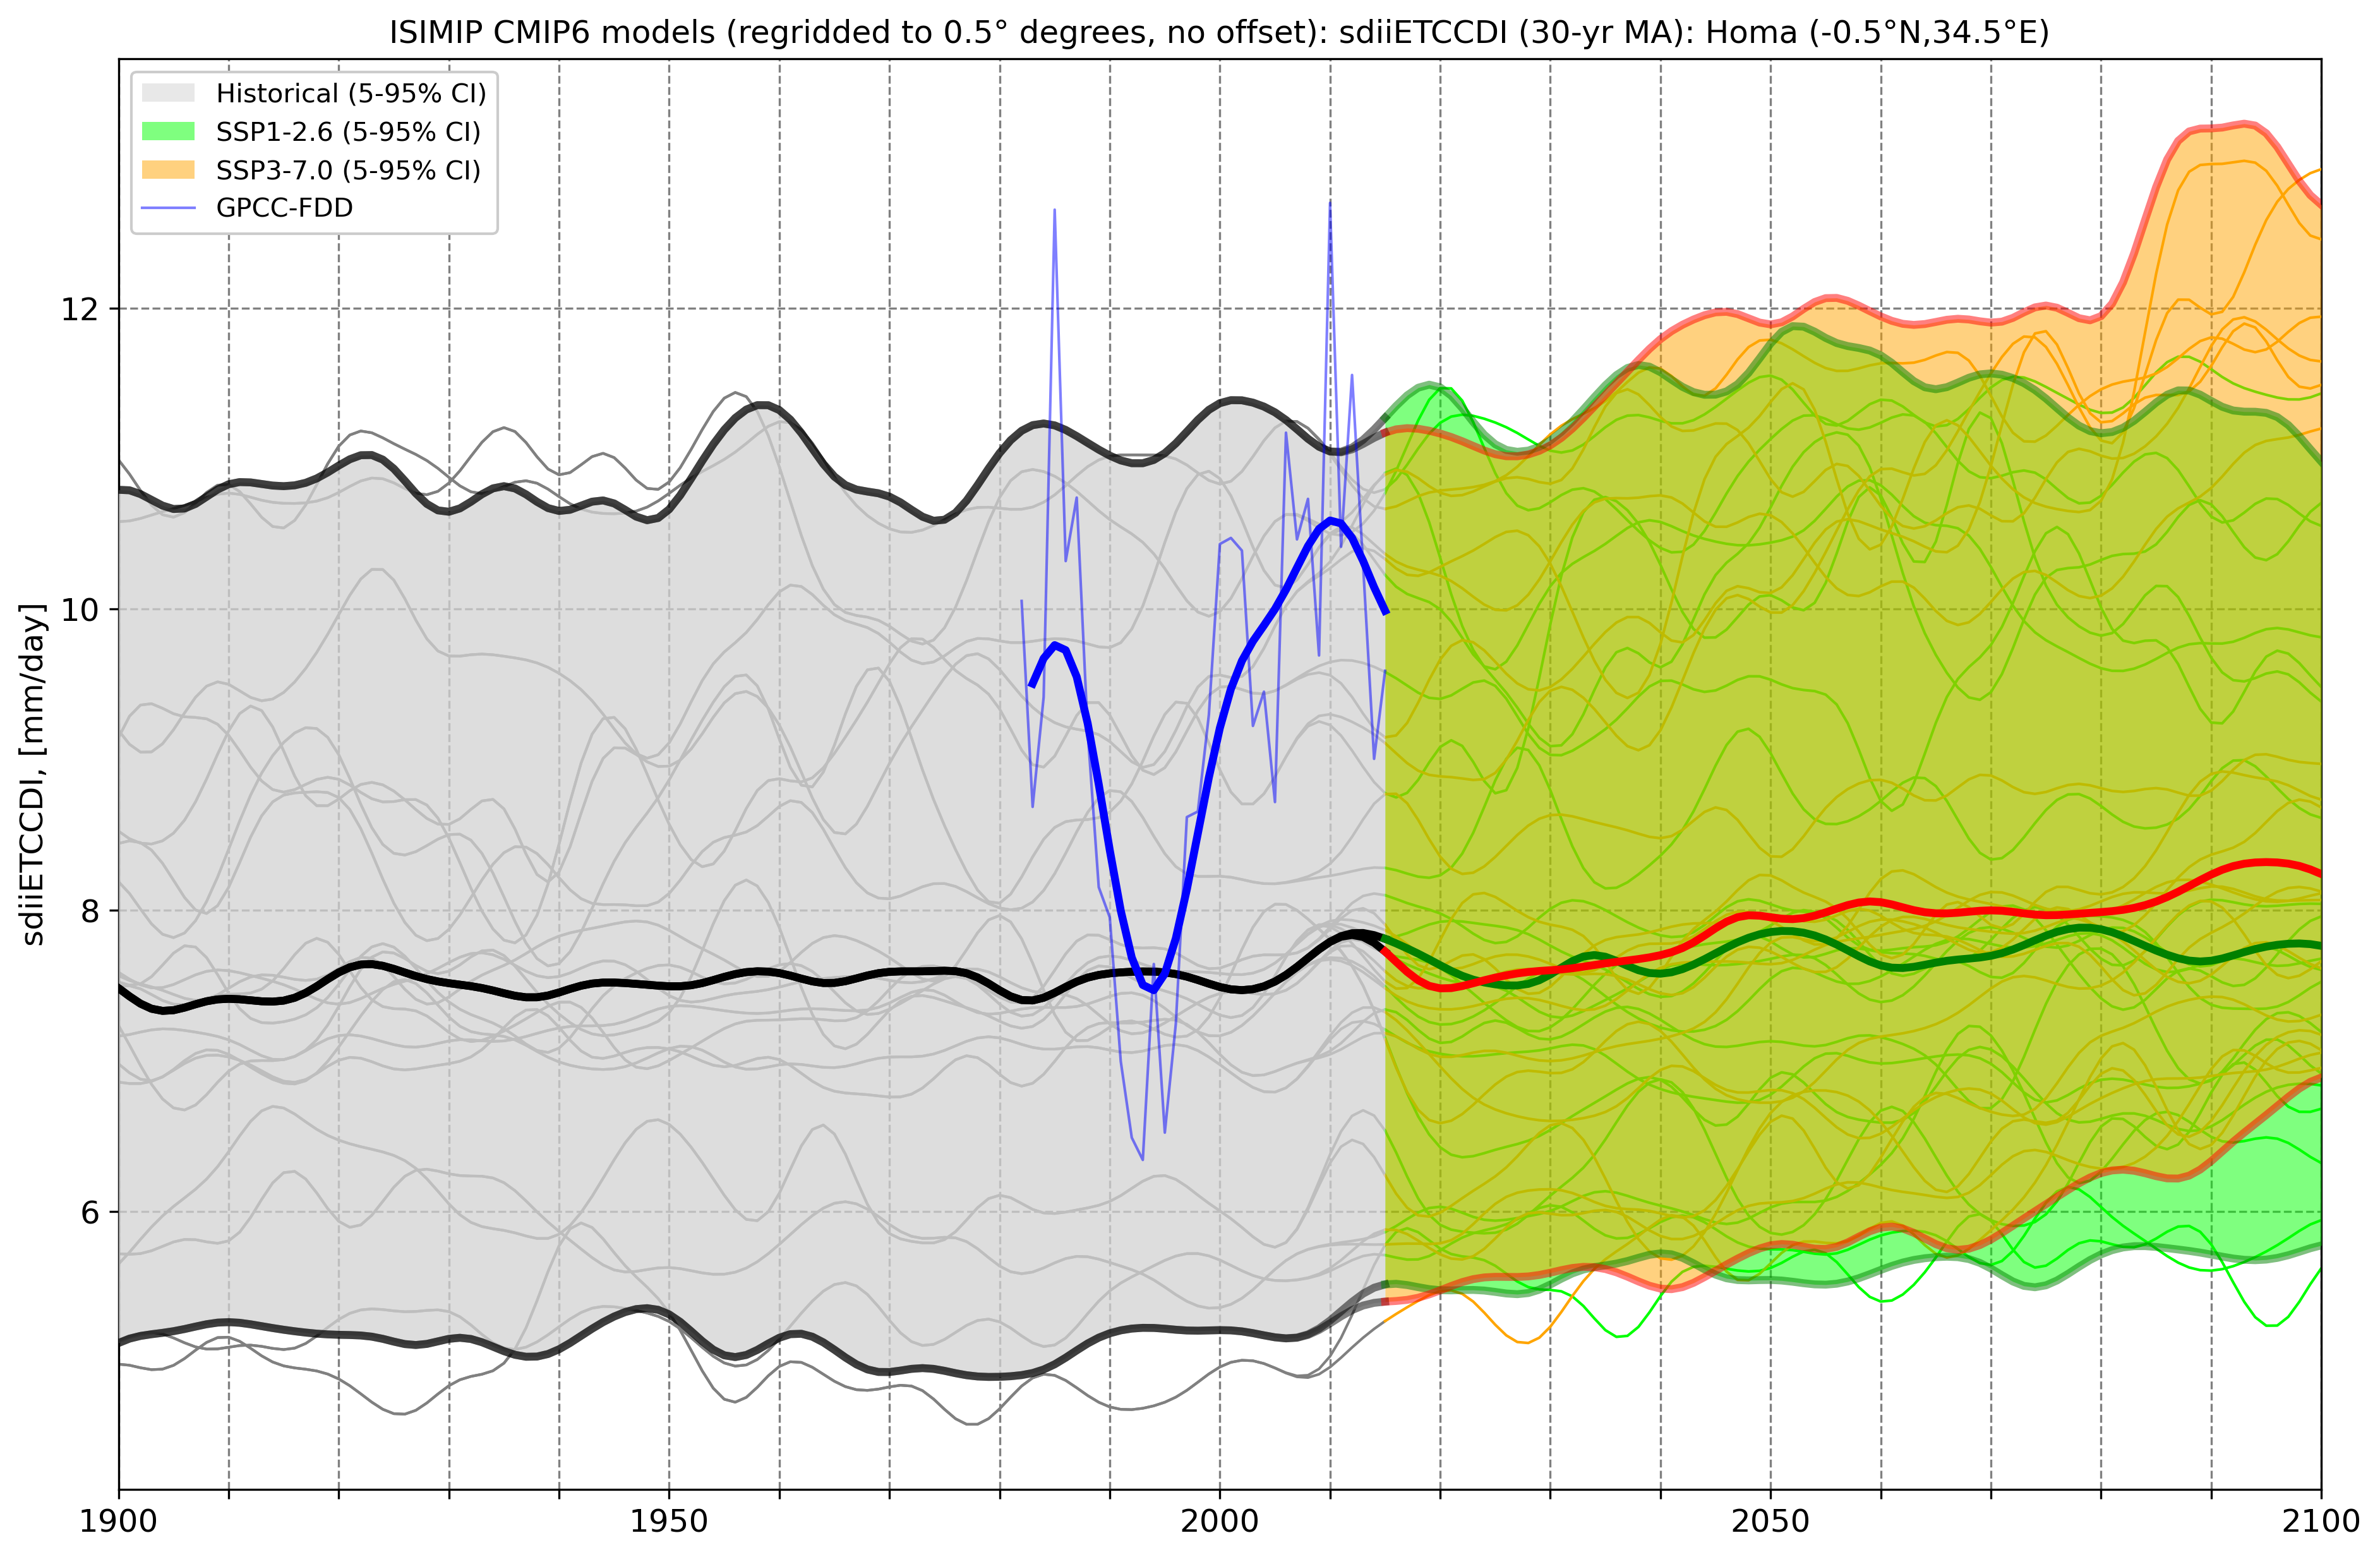 ISIMIP CMIP6 models (regridded to 0.5° degrees, no offset): sdiiETCCDI (30-yr MA): Homa (-0.5°N,34.5°E)
Historical (5-95% CI)
SSP1-2.6 (5-95% CI)
SSP3-7.0 (5-95% CI)
GPCC-FDD
sdiiETCCDI, [mm/day]
12
10
8
6
1900 1950 2000 2050 2100